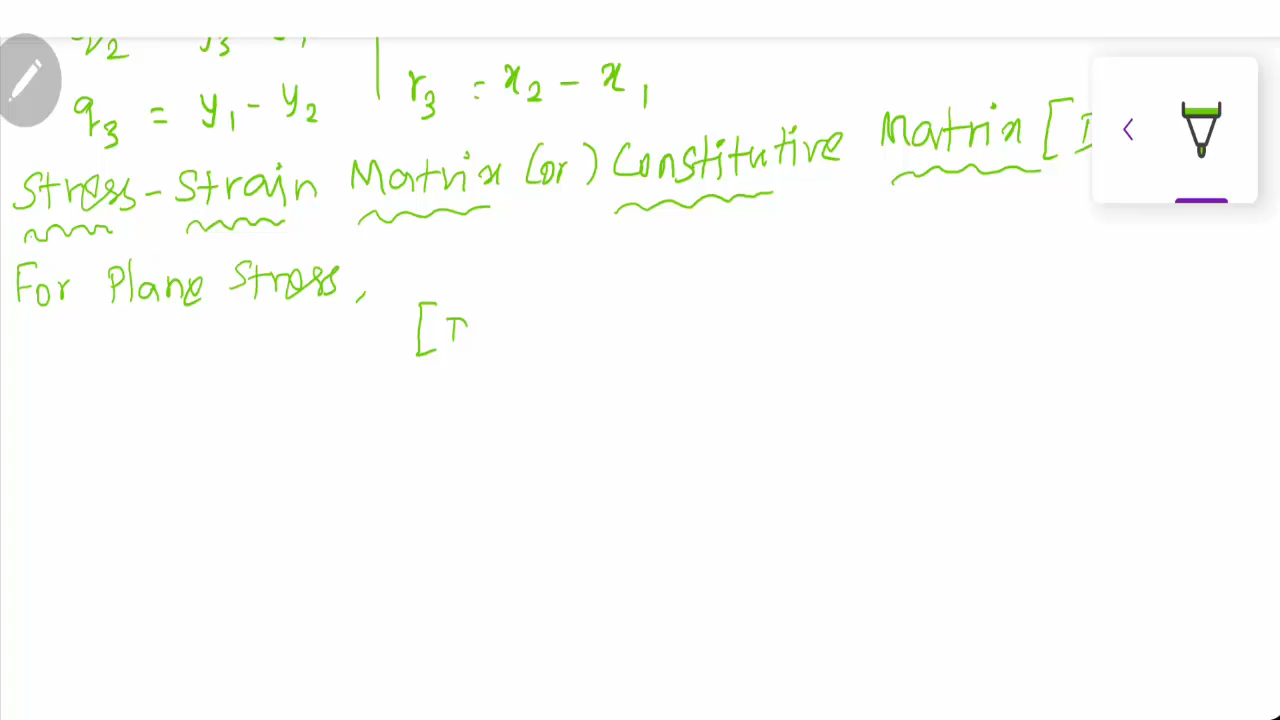 q3 = y1 - y2 | r3 = x2 - x1
Stress - Strain Matrix (or) Constitutive Matrix [
For Plane Stress,
[